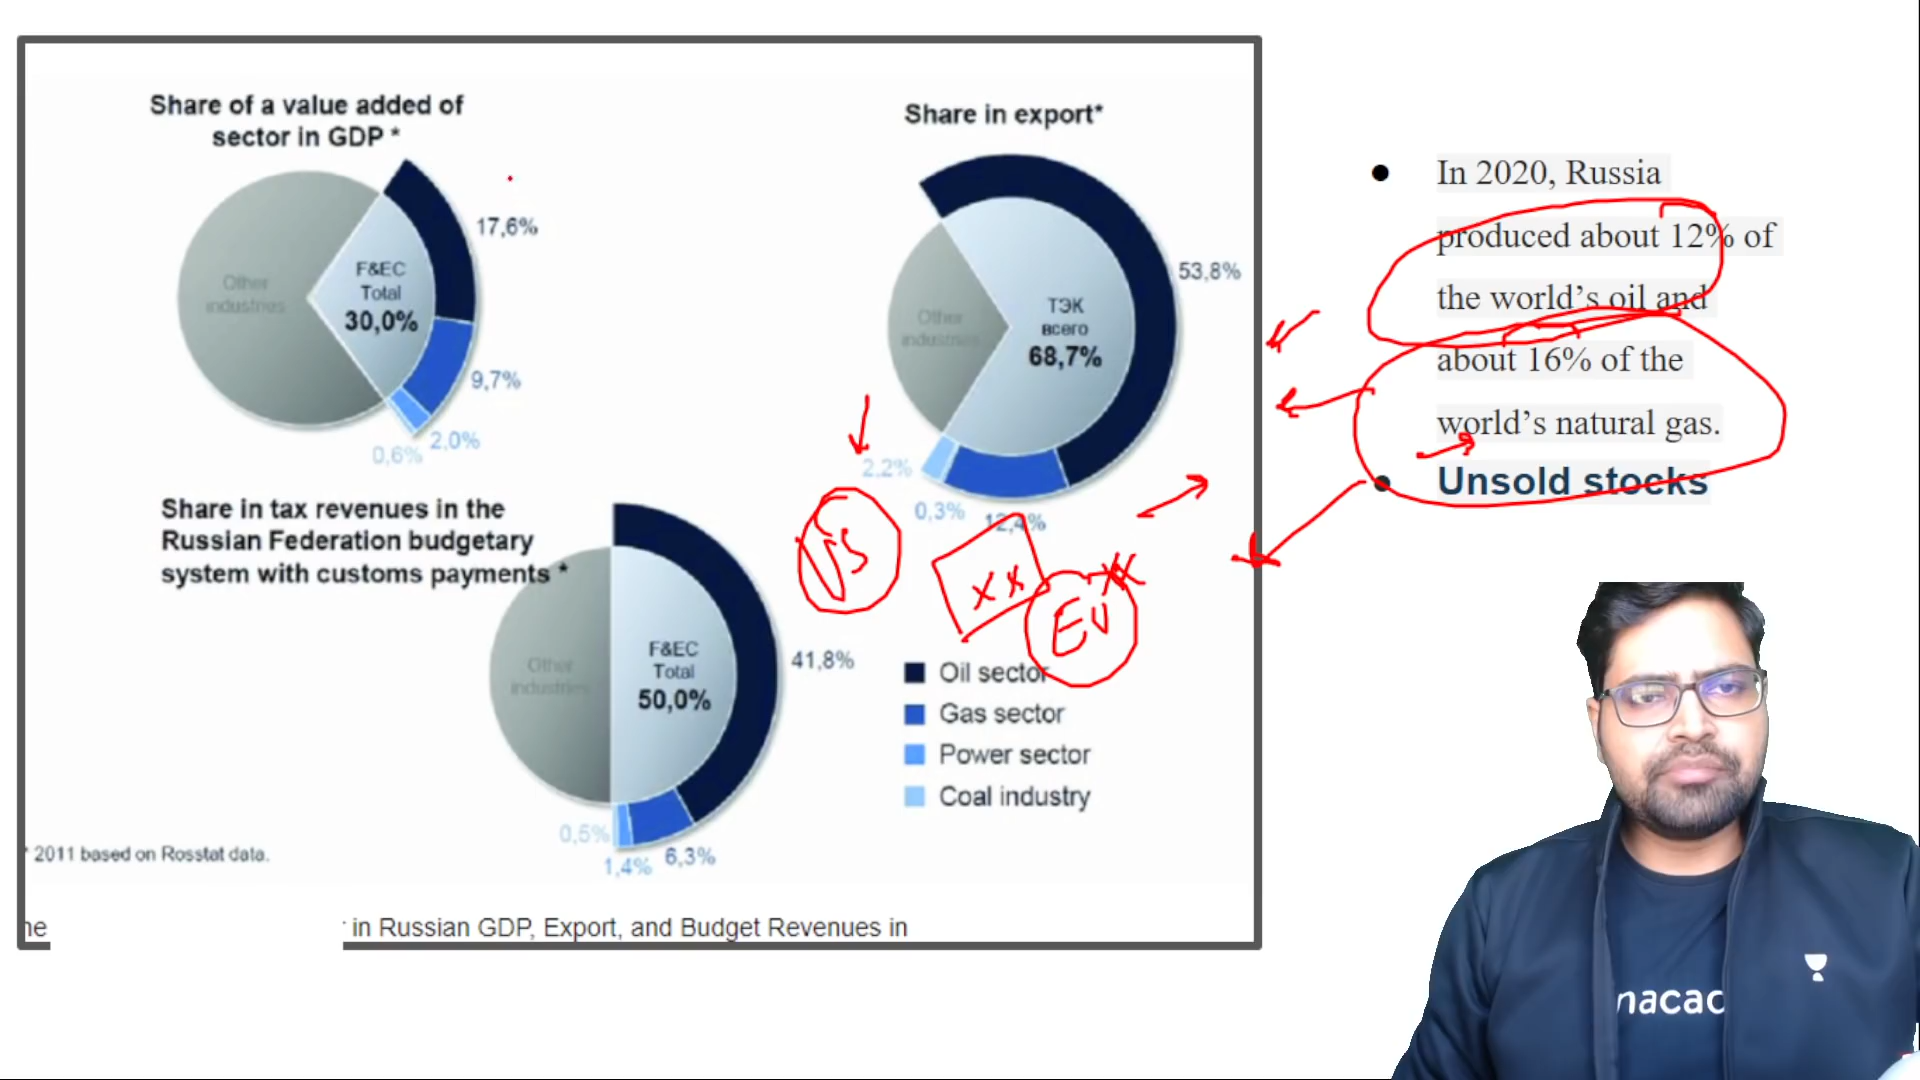 Share of a value added of
sector in GDP *
17,6%
Other
industries
F&EC
Total
30,0%
9,7%
2,0%
0,6%
Share in export*
53,8%
Other
industries
ТЭК
всего
68,7%
2.2%
0,3%
12,4%
Share in tax revenues in the
Russian Federation budgetary
system with customs payments *
Other
industries
F&EC
Total
50,0%
41,8%
0,5%
1,4%
6,3%
US
XX
EU
XX
Oil sector
Gas sector
Power sector
Coal industry
* 2011 based on Rosstat data.
in Russian GDP, Export, and Budget Revenues in
● In 2020, Russia
produced about 12% of
the world’s oil and
about 16% of the
world’s natural gas.
● Unsold stocks
nacac